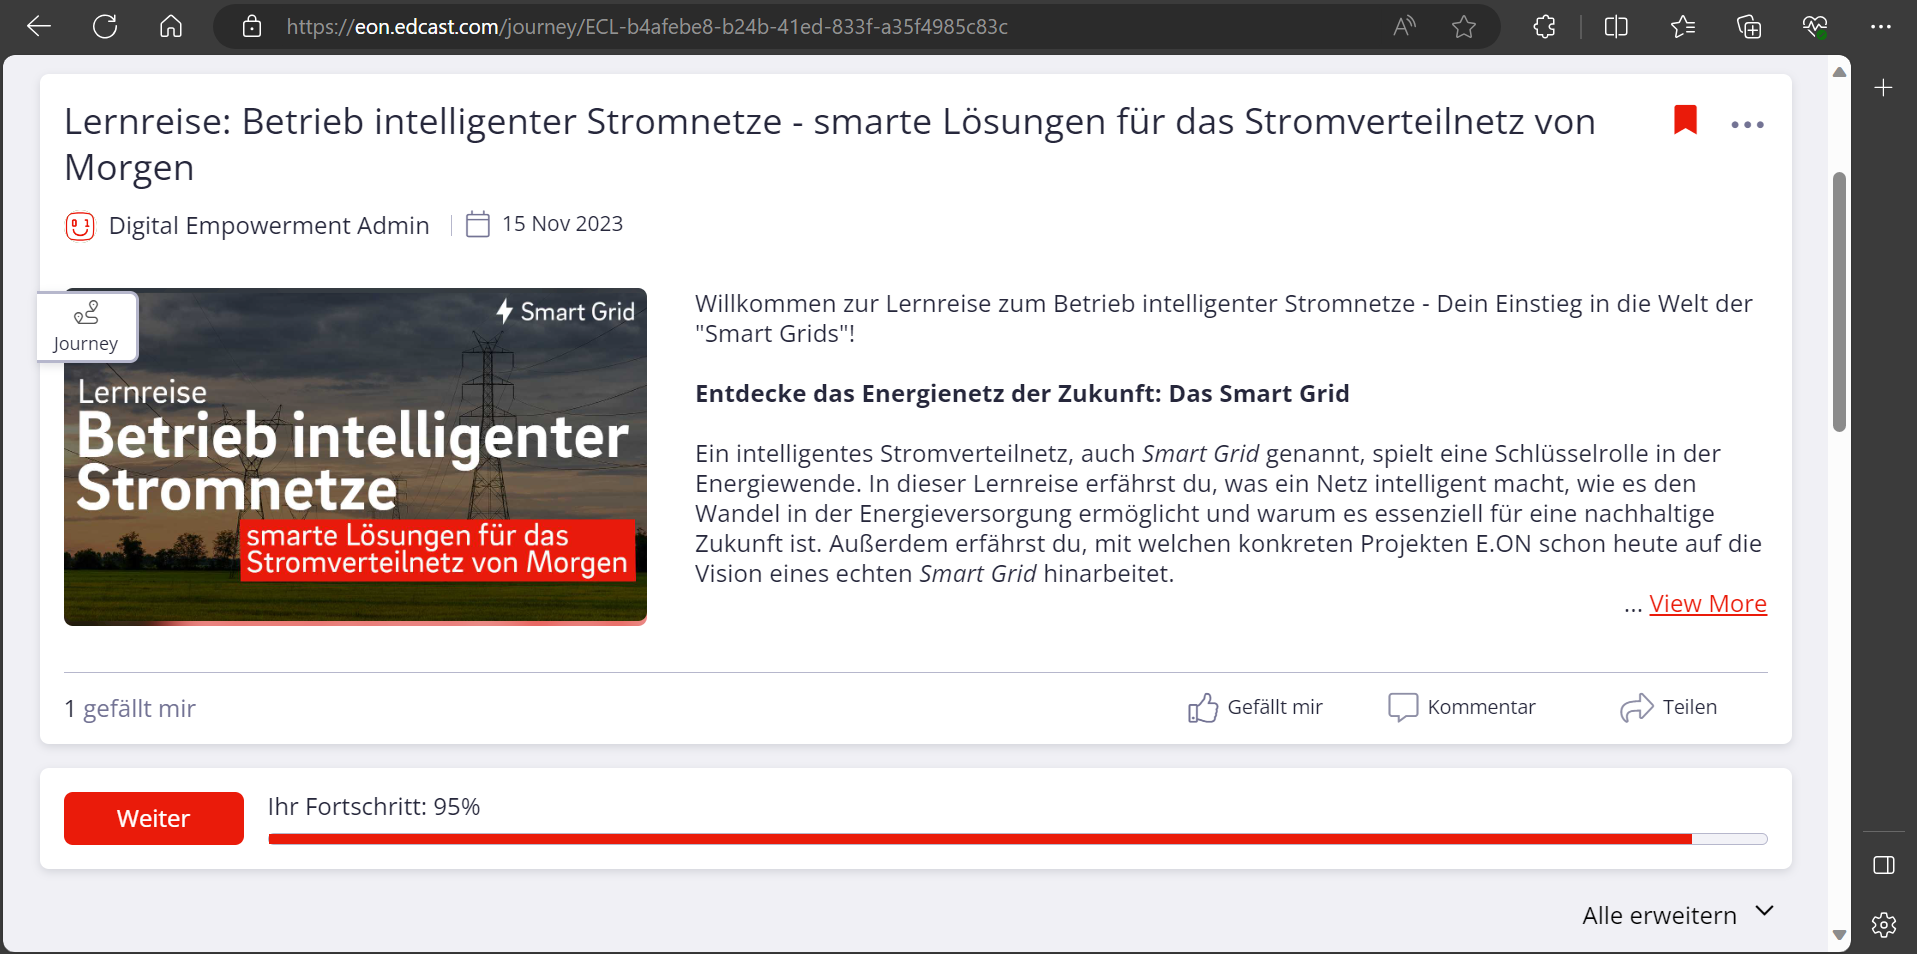 https://eon.edcast.com/journey/ECL-b4afebe8-b24b-41ed-833f-a35f4985c83c
Lernreise: Betrieb intelligenter Stromnetze - smarte Lösungen für das Stromverteilnetz von
Morgen
Digital Empowerment Admin
15 Nov 2023
Journey
Smart Grid
Lernreise
Betrieb intelligenter
Stromnetze
smarte Lösungen für das
Stromverteilnetz von Morgen
Willkommen zur Lernreise zum Betrieb intelligenter Stromnetze - Dein Einstieg in die Welt der
"Smart Grids"!
Entdecke das Energienetz der Zukunft: Das Smart Grid
Ein intelligentes Stromverteilnetz, auch Smart Grid genannt, spielt eine Schlüsselrolle in der
Energiewende. In dieser Lernreise erfährst du, was ein Netz intelligent macht, wie es den
Wandel in der Energieversorgung ermöglicht und warum es essenziell für eine nachhaltige
Zukunft ist. Außerdem erfährst du, mit welchen konkreten Projekten E.ON schon heute auf die
Vision eines echten Smart Grid hinarbeitet.
... View More
1 gefällt mir
Gefällt mir
Kommentar
Teilen
Weiter
Ihr Fortschritt: 95%
Alle erweitern